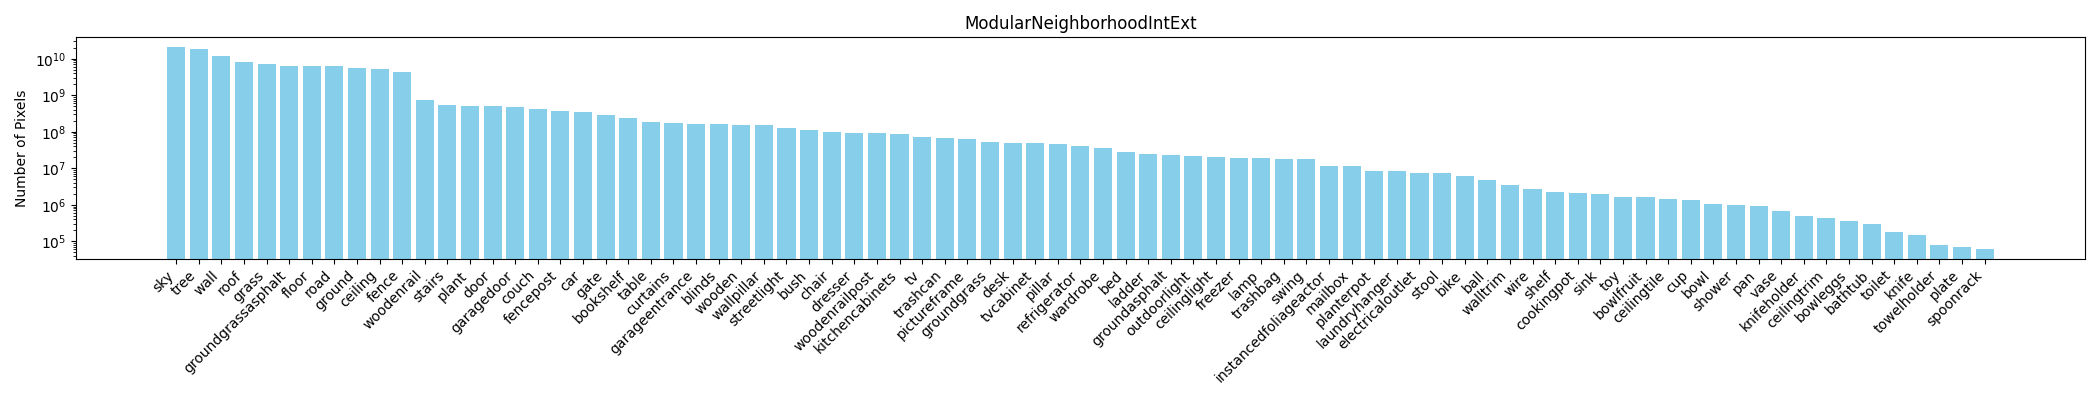 ModularNeighborhoodIntExt
Number of Pixels
10^10
10^9
10^8
10^7
10^6
10^5
sky
tree
wall
roof
grass
groundgrassasphalt
floor
road
ground
ceiling
fence
woodenrail
stairs
plant
door
garagedoor
couch
fencepost
car
gate
bookshelf
table
curtains
garageentrance
blinds
wooden
wallpillar
streetlight
bush
chair
dresser
woodenrailpost
kitchencabinets
tv
trashcan
pictureframe
groundgrass
desk
tvcabinet
pillar
refrigerator
wardrobe
bed
ladder
groundasphalt
outdoorlight
ceilinglight
freezer
lamp
trashbag
swing
instancedfoliageactor
mailbox
planterpot
laundryhanger
electricaloutlet
stool
bike
ball
walltrim
wire
shelf
cookingpot
sink
toy
bowlfruit
ceilingtile
cup
bowl
shower
pan
vase
knifeholder
ceilingtrim
bowleggs
bathtub
toilet
knife
towelholder
plate
spoonrack